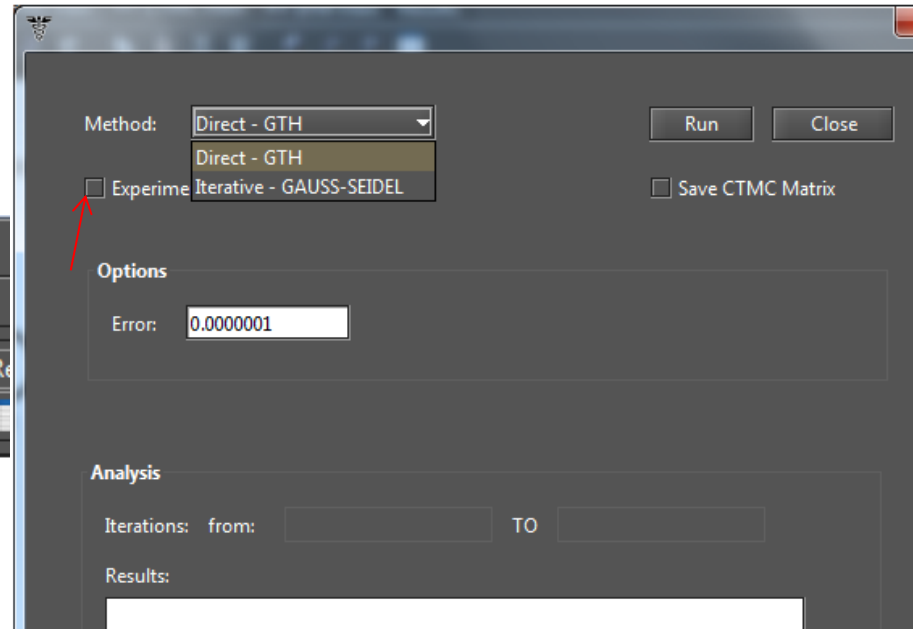 Method: Direct - GTH Run Close
Direct - GTH
Experime Iterative - GAUSS-SEIDEL Save CTMC Matrix
Options
Error: 0.0000001
Re
Analysis
Iterations: from: TO
Results: